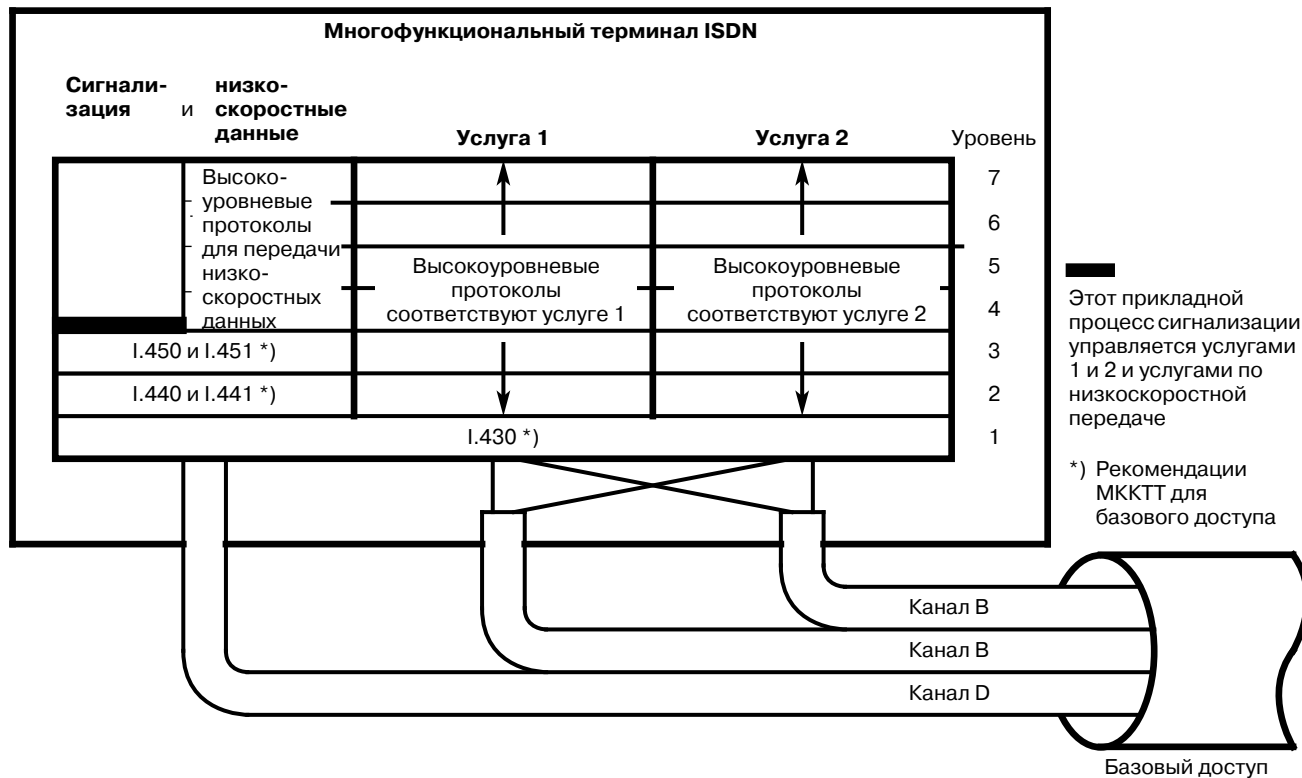 Многофункциональный терминал ISDN
Сигнали-
зация
и
низко-
скоростные
данные
Услуга 1
Услуга 2
Уровень
Высоко-
уровневые
протоколы
для передачи
низко-
скоростных
данных
Высокоуровневые
протоколы
соответствуют услуге 1
Высокоуровневые
протоколы
соответствуют услуге 2
7
6
5
4
I.450 и I.451 *)
3
I.440 и I.441 *)
2
I.430 *)
1
Этот прикладной
процесс сигнализации
управляется услугами
1 и 2 и услугами по
низкоскоростной
передаче
*) Рекомендации
МККТТ для
базового доступа
Канал B
Канал B
Канал D
Базовый доступ